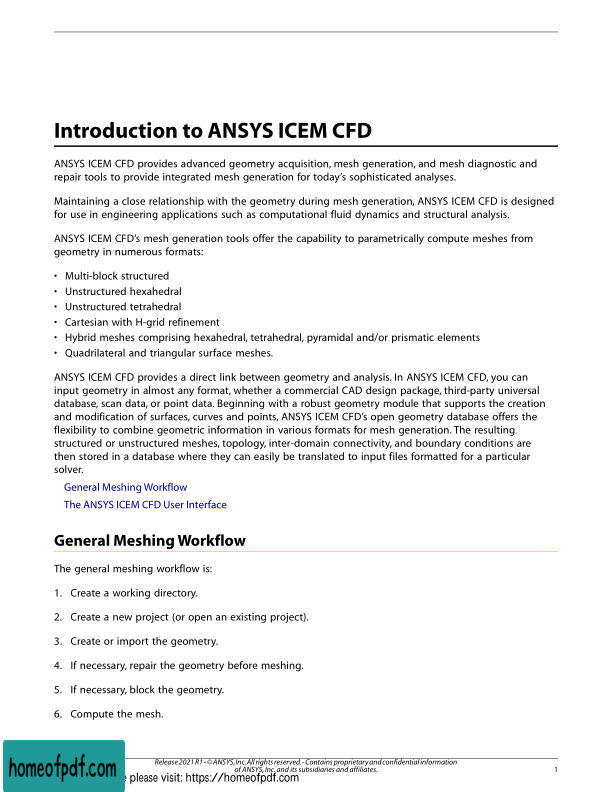 Introduction to ANSYS ICEM CFD
ANSYS ICEM CFD provides advanced geometry acquisition, mesh generation, and mesh diagnostic and
repair tools to provide integrated mesh generation for today's sophisticated analyses.
Maintaining a close relationship with the geometry during mesh generation, ANSYS ICEM CFD is designed
for use in engineering applications such as computational fluid dynamics and structural analysis.
ANSYS ICEM CFD's mesh generation tools offer the capability to parametrically compute meshes from
geometry in numerous formats:
• Multi-block structured
• Unstructured hexahedral
• Unstructured tetrahedral
• Cartesian with H-grid refinement
• Hybrid meshes comprising hexahedral, tetrahedral, pyramidal and/or prismatic elements
• Quadrilateral and triangular surface meshes.
ANSYS ICEM CFD provides a direct link between geometry and analysis. In ANSYS ICEM CFD, you can
input geometry in almost any format, whether a commercial CAD design package, third-party universal
database, scan data, or point data. Beginning with a robust geometry module that supports the creation
and modification of surfaces, curves and points, ANSYS ICEM CFD's open geometry database offers the
flexibility to combine geometric information in various formats for mesh generation. The resulting
structured or unstructured meshes, topology, inter-domain connectivity, and boundary conditions are
then stored in a database where they can easily be translated to input files formatted for a particular
solver.
General Meshing Workflow
The ANSYS ICEM CFD User Interface
General Meshing Workflow
The general meshing workflow is:
1. Create a working directory.
2. Create a new project (or open an existing project).
3. Create or import the geometry.
4. If necessary, repair the geometry before meshing.
5. If necessary, block the geometry.
6. Compute the mesh.
Release 2021 R1 - © ANSYS, Inc. All rights reserved. - Contains proprietary and confidential information
of ANSYS, Inc. and its subsidiaries and affiliates.
1
homeofpdf.com
please visit: https://homeofpdf.com